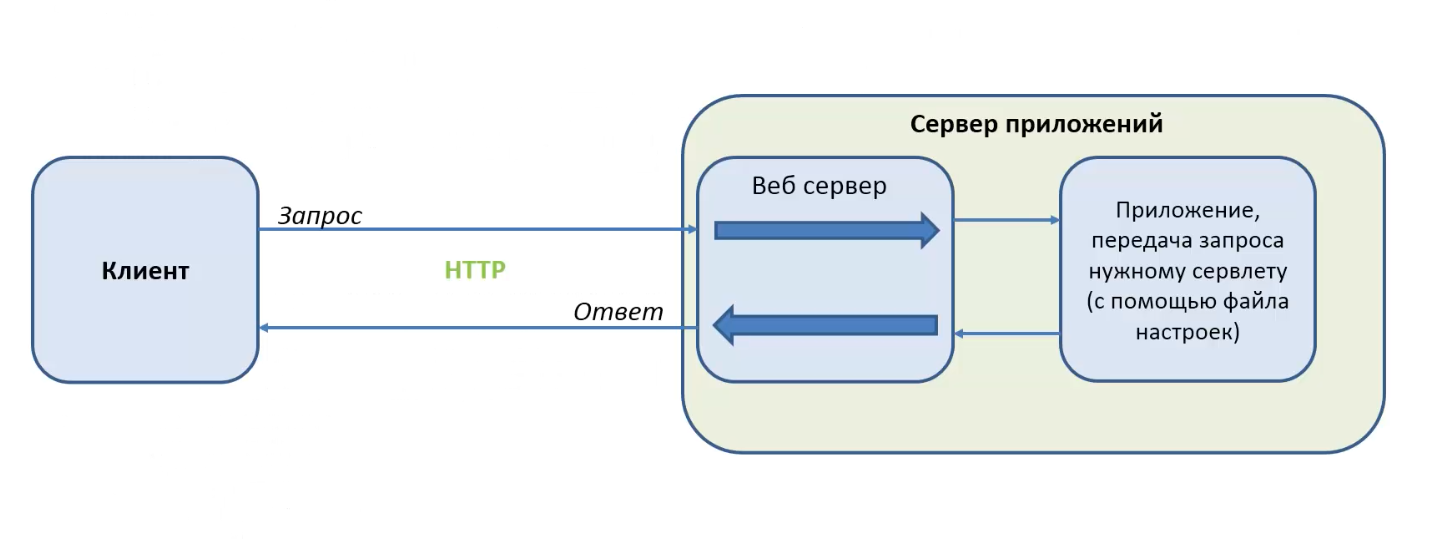 Сервер приложений
Веб сервер
Запрос
Клиент
HTTP
Ответ
Приложение,
передача запроса
нужному сервлету
(с помощью файла
настроек)